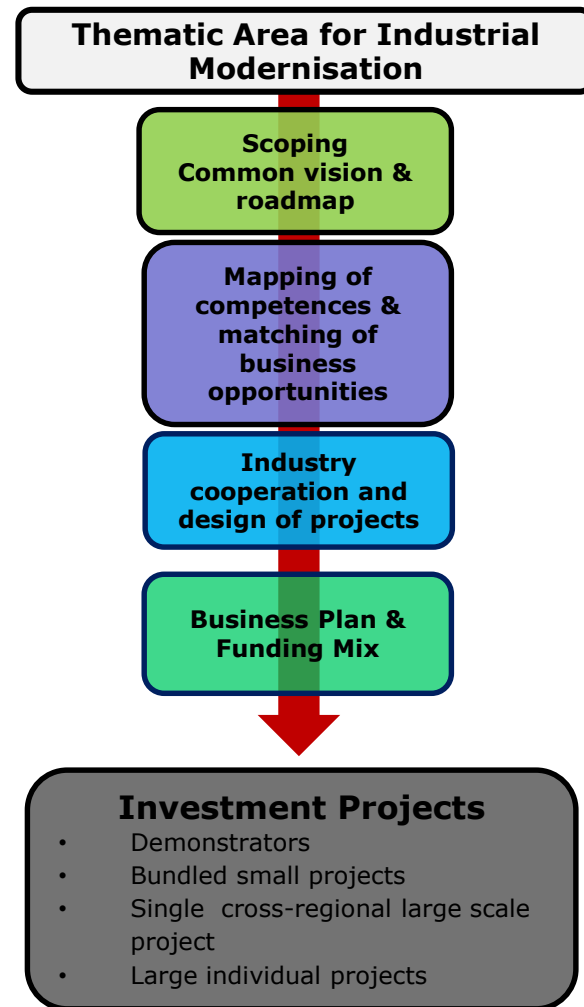 Thematic Area for Industrial
Modernisation
Scoping
Common vision &
roadmap
Mapping of
competences &
matching of
business
opportunities
Industry
cooperation and
design of projects
Business Plan &
Funding Mix
Investment Projects
• Demonstrators
• Bundled small projects
• Single cross-regional large scale
project
• Large individual projects